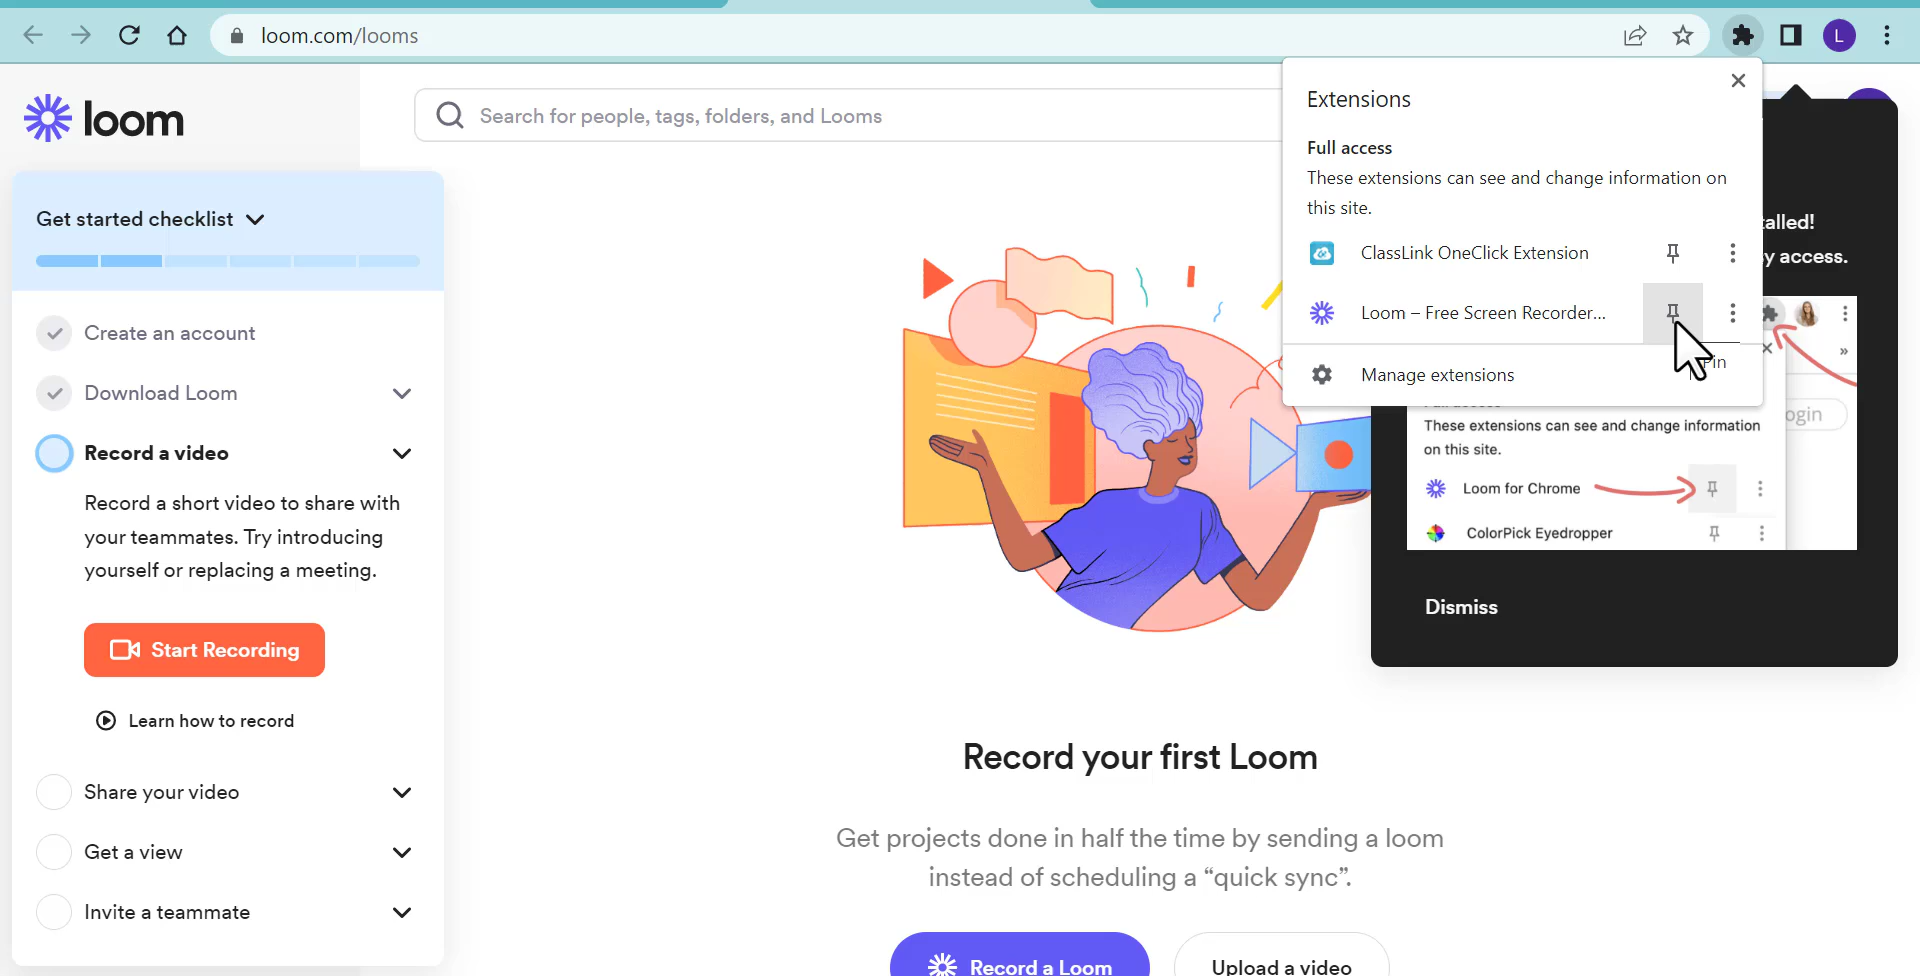 loom.com/looms
L
loom
Search for people, tags, folders, and Looms
Get started checklist
Create an account
Download Loom
Record a video
Record a short video to share with
your teammates. Try introducing
yourself or replacing a meeting.
Start Recording
Learn how to record
Share your video
Get a view
Invite a teammate
Extensions
Full access
These extensions can see and change information on
this site.
ClassLink OneClick Extension
Loom – Free Screen Recorder...
Pin
Manage extensions
alled!
y access.
These extensions can see and change information
on this site.
Loom for Chrome
ColorPick Eyedropper
Dismiss
Record your first Loom
Get projects done in half the time by sending a loom
instead of scheduling a “quick sync”.
Record a Loom
Upload a video